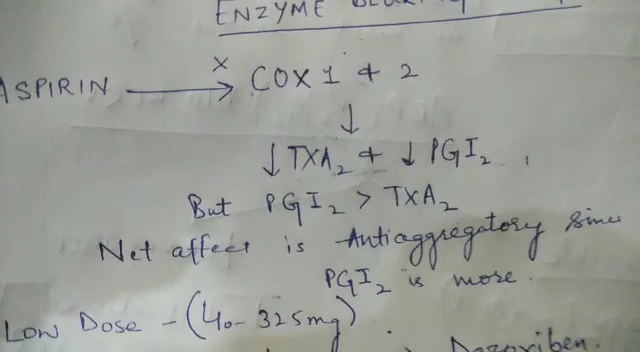 ENZYME
ASPIRIN —x→ COX 1 & 2
↓
↓ TXA₂ & ↓ PGI₂ ,
But PGI₂ > TXA₂
Net affect is Antiaggregatory Since
PGI₂ is more.
LOW DOSE - (40-325mg)